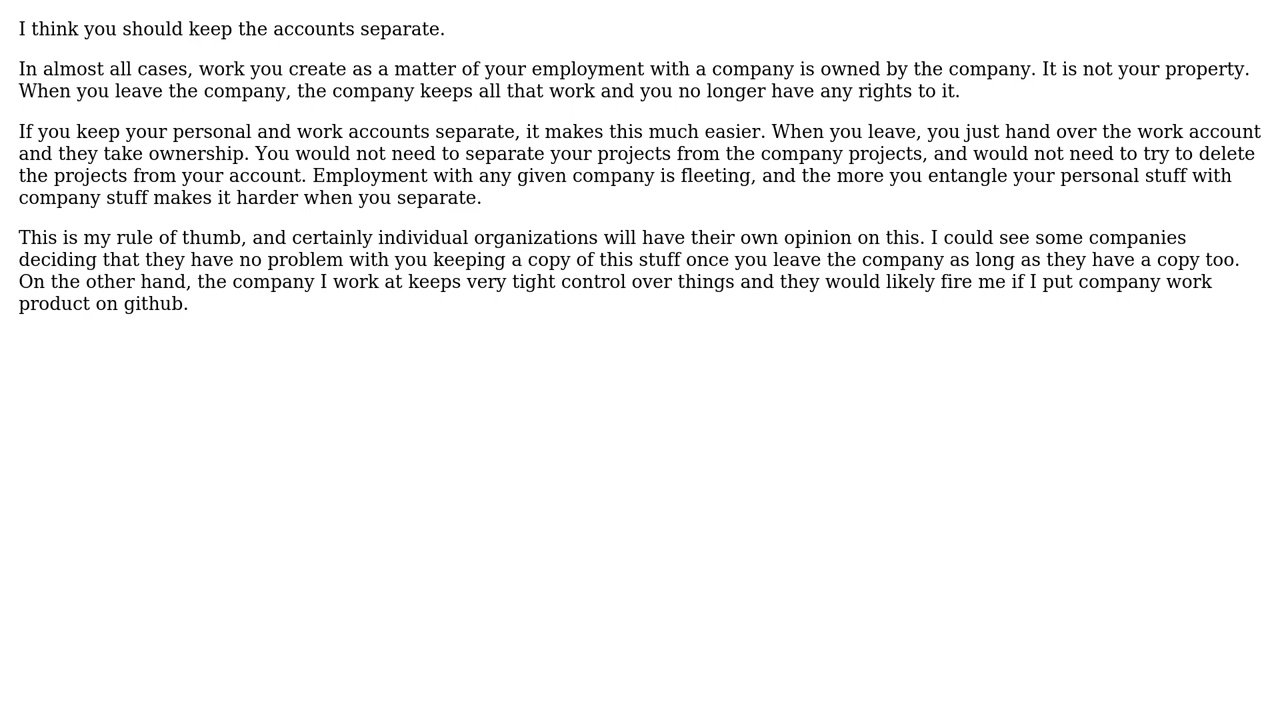 I think you should keep the accounts separate.
In almost all cases, work you create as a matter of your employment with a company is owned by the company. It is not your property.
When you leave the company, the company keeps all that work and you no longer have any rights to it.
If you keep your personal and work accounts separate, it makes this much easier. When you leave, you just hand over the work account
and they take ownership. You would not need to separate your projects from the company projects, and would not need to try to delete
the projects from your account. Employment with any given company is fleeting, and the more you entangle your personal stuff with
company stuff makes it harder when you separate.
This is my rule of thumb, and certainly individual organizations will have their own opinion on this. I could see some companies
deciding that they have no problem with you keeping a copy of this stuff once you leave the company as long as they have a copy too.
On the other hand, the company I work at keeps very tight control over things and they would likely fire me if I put company work
product on github.